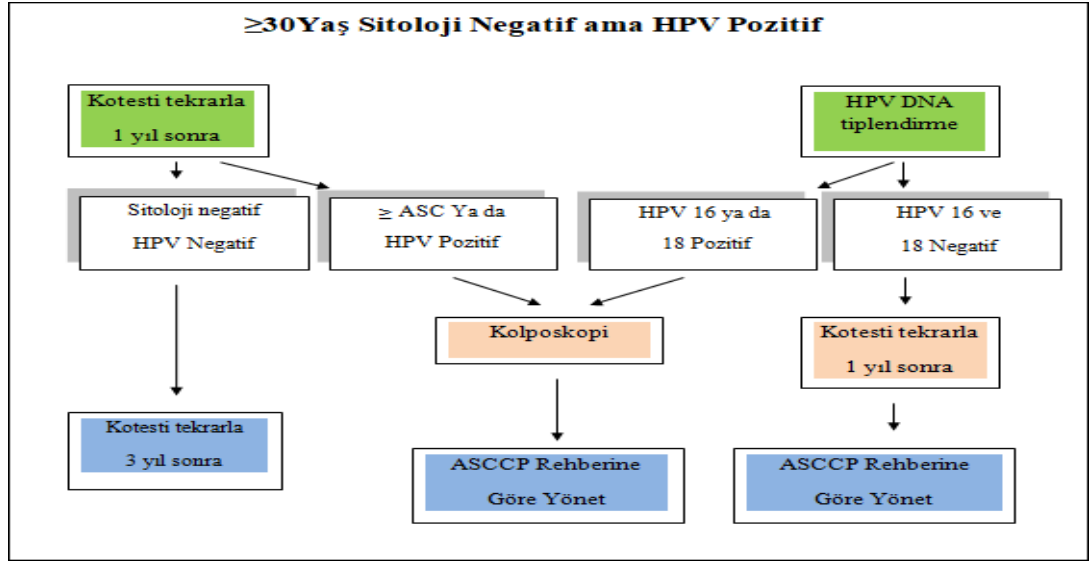 ≥30Yaş Sitoloji Negatif ama HPV Pozitif
Kotesti tekrarla
1 yıl sonra
HPV DNA
tiplendirme
Sitoloji negatif
HPV Negatif
≥ ASC Ya da
HPV Pozitif
HPV 16 ya da
18 Pozitif
HPV 16 ve
18 Negatif
Kolposkopi
Kotesti tekrarla
1 yıl sonra
Kotesti tekrarla
3 yıl sonra
ASCCP Rehberine
Göre Yönet
ASCCP Rehberine
Göre Yönet